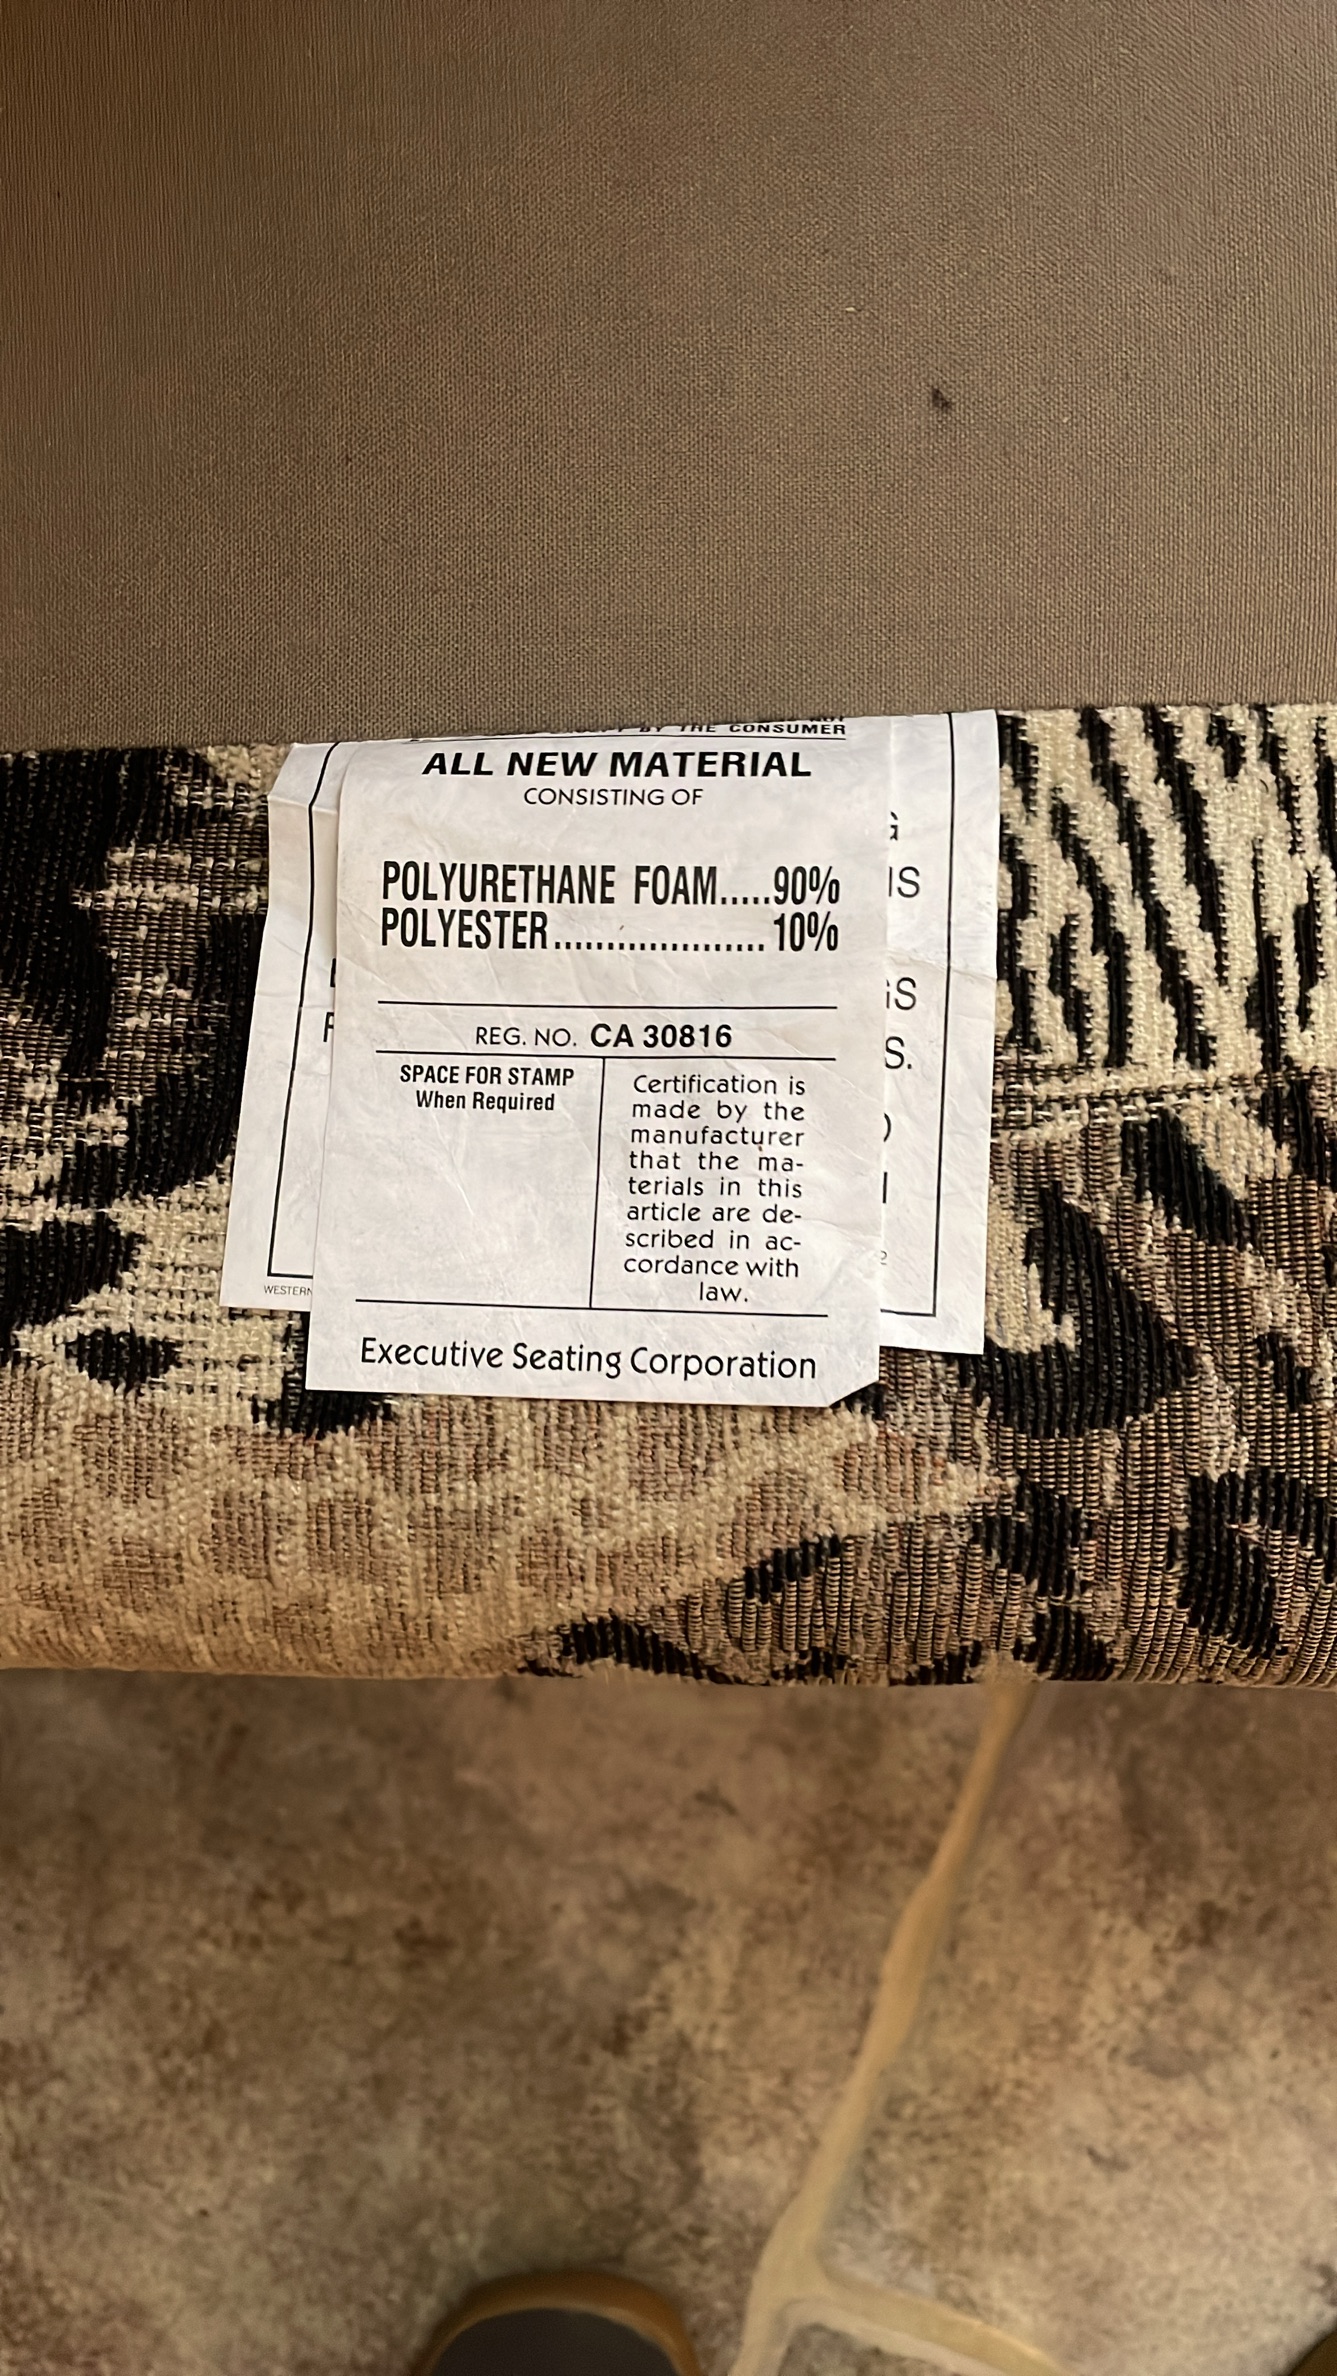 BY THE CONSUMER
ALL NEW MATERIAL
CONSISTING OF
POLYURETHANE FOAM.....90%
POLYESTER....................10%
REG. NO. CA 30816
SPACE FOR STAMP
When Required
Certification is
made by the
manufacturer
that the ma-
terials in this
article are de-
scribed in ac-
cordance with
law.
Executive Seating Corporation
IS
S.
WESTERN